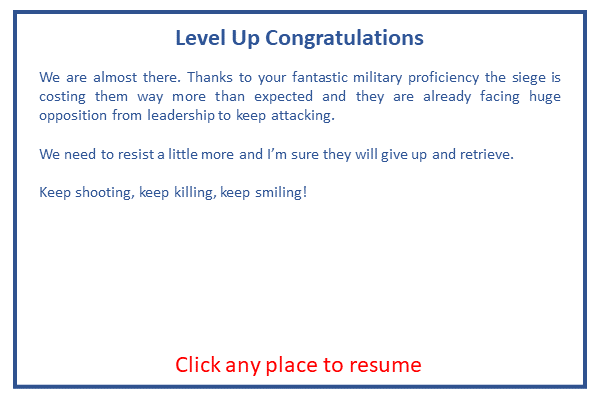 Level Up Congratulations
We are almost there. Thanks to your fantastic military proficiency the siege is
costing them way more than expected and they are already facing huge
opposition from leadership to keep attacking.
We need to resist a little more and I’m sure they will give up and retrieve.
Keep shooting, keep killing, keep smiling!
Click any place to resume